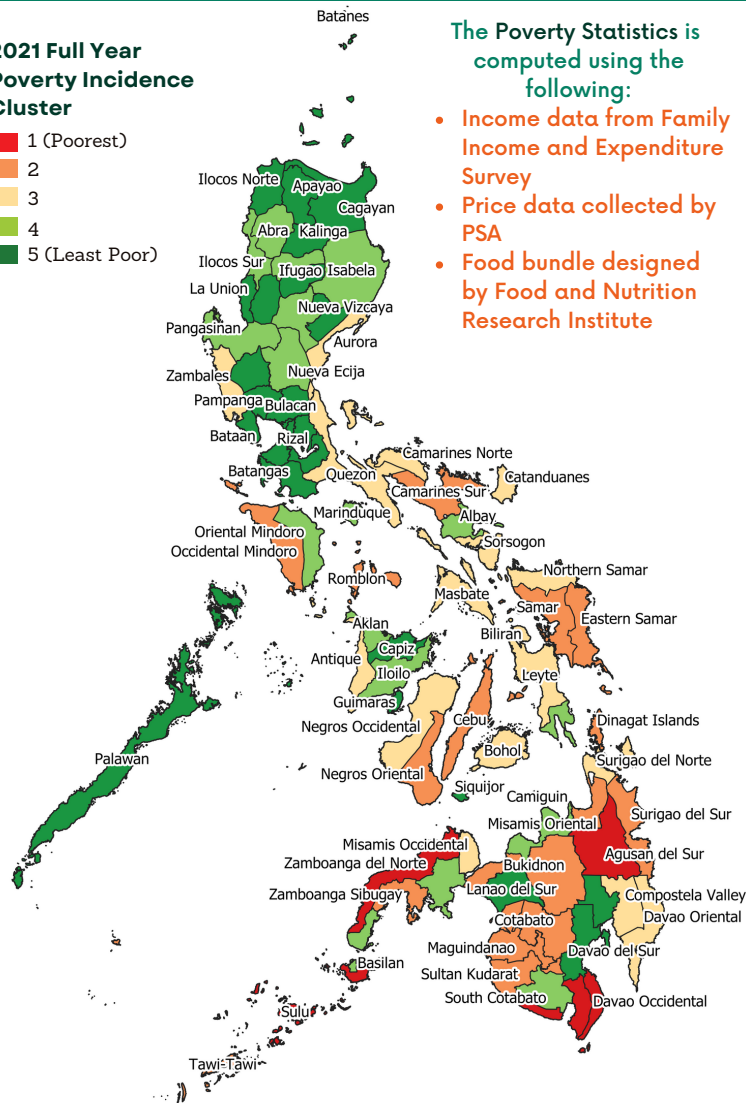 Batanes
2021 Full Year
Poverty Incidence
Cluster
1 (Poorest)
2
3
4
5 (Least Poor)
The Poverty Statistics is
computed using the
following:
• Income data from Family
Income and Expenditure
Survey
• Price data collected by
PSA
• Food bundle designed
by Food and Nutrition
Research Institute
Ilocos Norte
Apayao
Cagayan
Abra
Kalinga
Ilocos Sur
Ifugao
Isabela
La Union
Nueva Vizcaya
Pangasinan
Aurora
Zambales
Nueva Ecija
Pampanga
Bulacan
Bataan
Rizal
Batangas
Quezon
Camarines Norte
Catanduanes
Camarines Sur
Marinduque
Albay
Oriental Mindoro
Occidental Mindoro
Sorsogon
Romblon
Masbate
Northern Samar
Samar
Eastern Samar
Aklan
Biliran
Capiz
Antique
Iloilo
Leyte
Guimaras
Negros Occidental
Cebu
Dinagat Islands
Bohol
Surigao del Norte
Palawan
Negros Oriental
Siquijor
Camiguin
Surigao del Sur
Misamis Oriental
Misamis Occidental
Agusan del Sur
Zamboanga del Norte
Bukidnon
Zamboanga Sibugay
Lanao del Sur
Compostela Valley
Cotabato
Davao Oriental
Maguindanao
Davao del Sur
Basilan
Sultan Kudarat
South Cotabato
Davao Occidental
Sulu
Tawi-Tawi